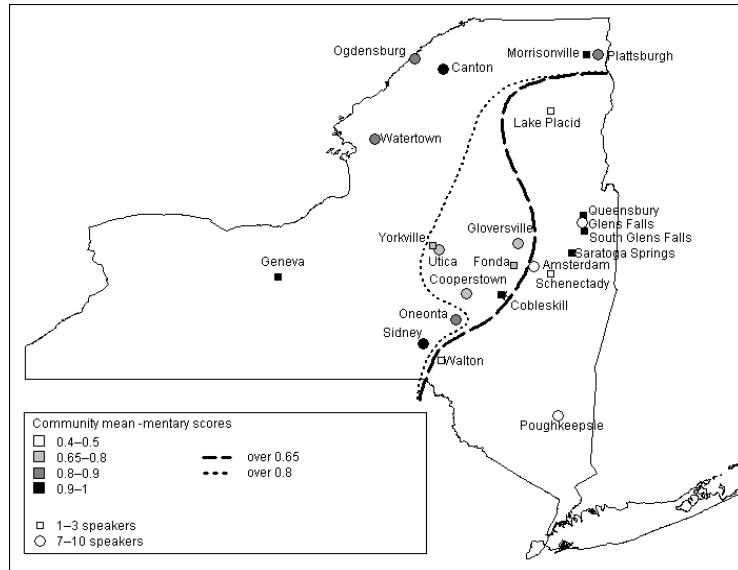 Ogdensburg
Canton
Morrisonville
Plattsburgh
Lake Placid
Watertown
Queensbury
Glens Falls
South Glens Falls
Saratoga Springs
Gloversville
Yorkville
Utica
Fonda
Amsterdam
Schenectady
Geneva
Cooperstown
Cobleskill
Oneonta
Sidney
Walton
Poughkeepsie
Community mean -mentary scores
0.4–0.5
0.65–0.8
0.8–0.9
0.9–1
over 0.65
over 0.8
1–3 speakers
7–10 speakers